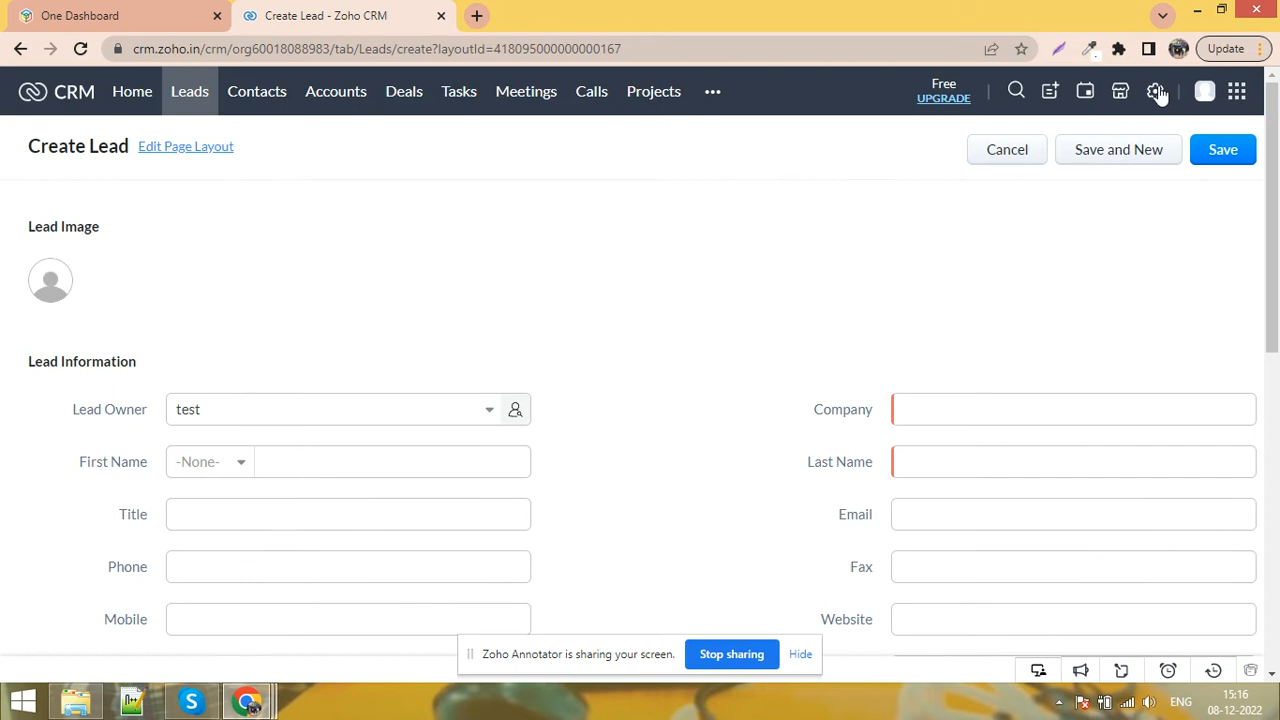 One Dashboard
Create Lead - Zoho CRM
crm.zoho.in/crm/org60018088983/tab/Leads/create?layoutId=418095000000000167
Update
CRM
Home
Leads
Contacts
Accounts
Deals
Tasks
Meetings
Calls
Projects
Free
UPGRADE
Create Lead
Edit Page Layout
Cancel
Save and New
Save
Lead Image
Lead Information
Lead Owner
test
Company
First Name
-None-
Last Name
Title
Email
Phone
Fax
Mobile
Website
Zoho Annotator is sharing your screen.
Stop sharing
Hide
ENG
15:16
08-12-2022